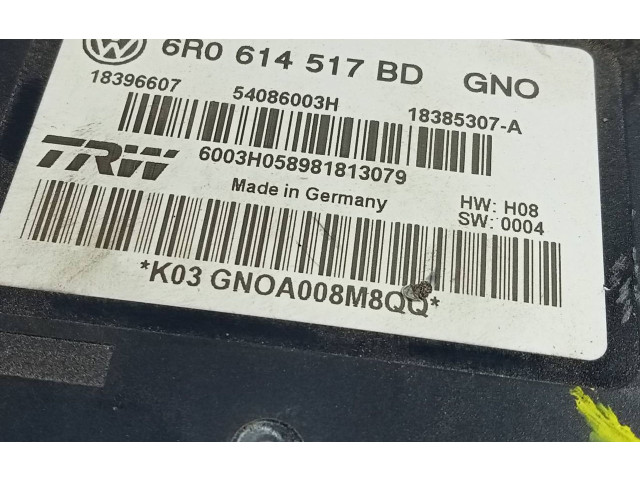 6R0 614 517 BD GNO
18396607 54086003H 18385307-A
TRW 6003H058981813079
Made in Germany HW: H08
SW: 0004
*K03 GNOA008M8QQ*